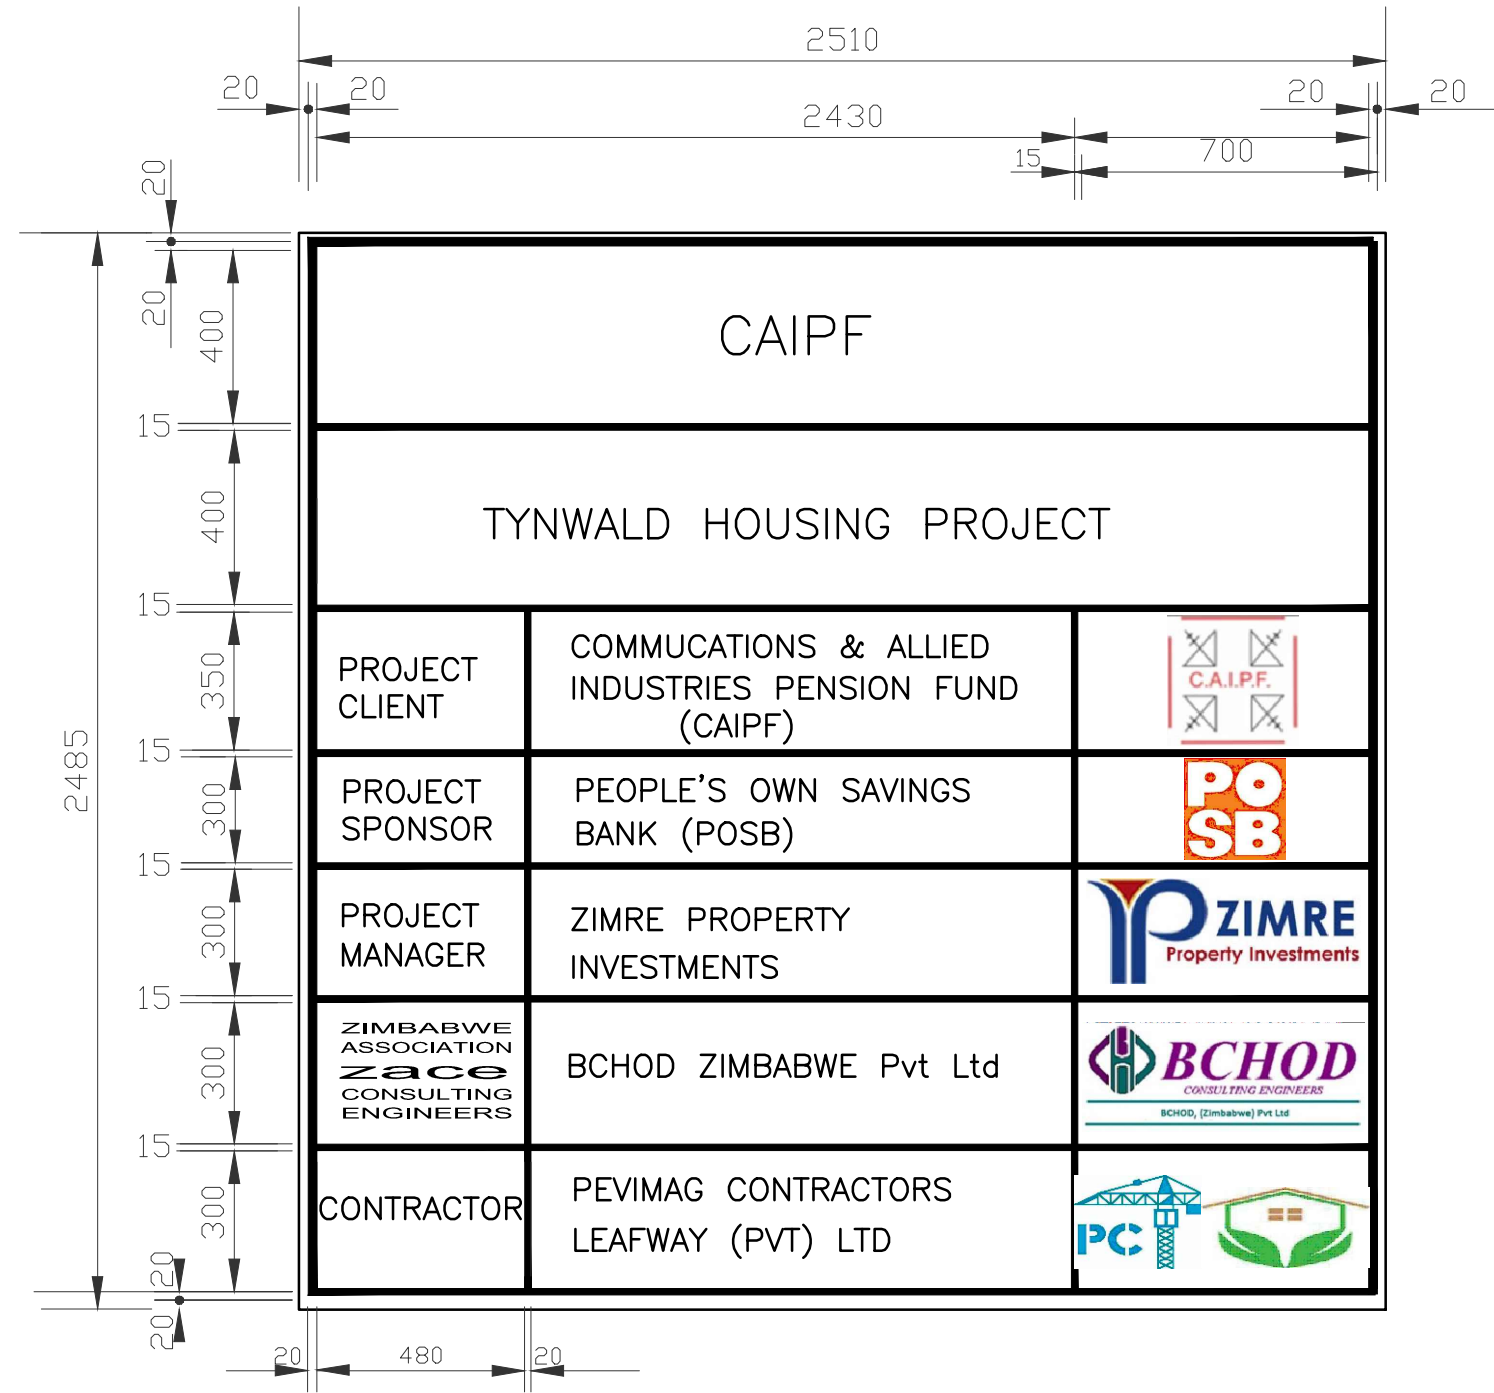 2510
20 20 20 20
2430
15 700
20
20
400
15
400
15
350
15
300
15
300
15
300
15
300
20
20
2485
20 480 20
CAIPF
TYNWALD HOUSING PROJECT
PROJECT
CLIENT
COMMUCATIONS & ALLIED
INDUSTRIES PENSION FUND
(CAIPF)
C.A.I.P.F.
PROJECT
SPONSOR
PEOPLE'S OWN SAVINGS
BANK (POSB)
PO
SB
PROJECT
MANAGER
ZIMRE PROPERTY
INVESTMENTS
ZIMRE
Property Investments
ZIMBABWE
ASSOCIATION
zace
CONSULTING
ENGINEERS
BCHOD ZIMBABWE Pvt Ltd
BCHOD
CONSULTING ENGINEERS
BCHOD, (Zimbabwe) Pvt Ltd
CONTRACTOR
PEVIMAG CONTRACTORS
LEAFWAY (PVT) LTD
PC